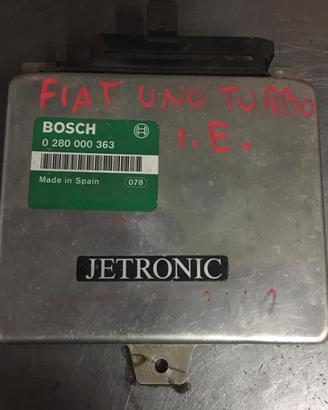 FIAT UNO TURBO
I.E.
BOSCH
0 280 000 363
Made in Spain 078
JETRONIC